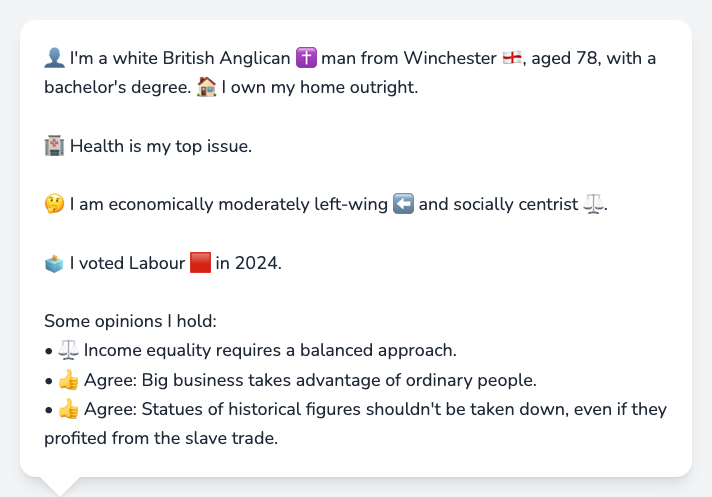 👤 I'm a white British Anglican ✝️ man from Winchester 🏴󠁧󠁢󠁥󠁮󠁧󠁿, aged 78, with a
bachelor's degree. 🏠 I own my home outright.
🏥 Health is my top issue.
🤔 I am economically moderately left-wing ⬅️ and socially centrist ⚖️.
🗳️ I voted Labour 🟥 in 2024.
Some opinions I hold:
• ⚖️ Income equality requires a balanced approach.
• 👍 Agree: Big business takes advantage of ordinary people.
• 👍 Agree: Statues of historical figures shouldn't be taken down, even if they
profited from the slave trade.